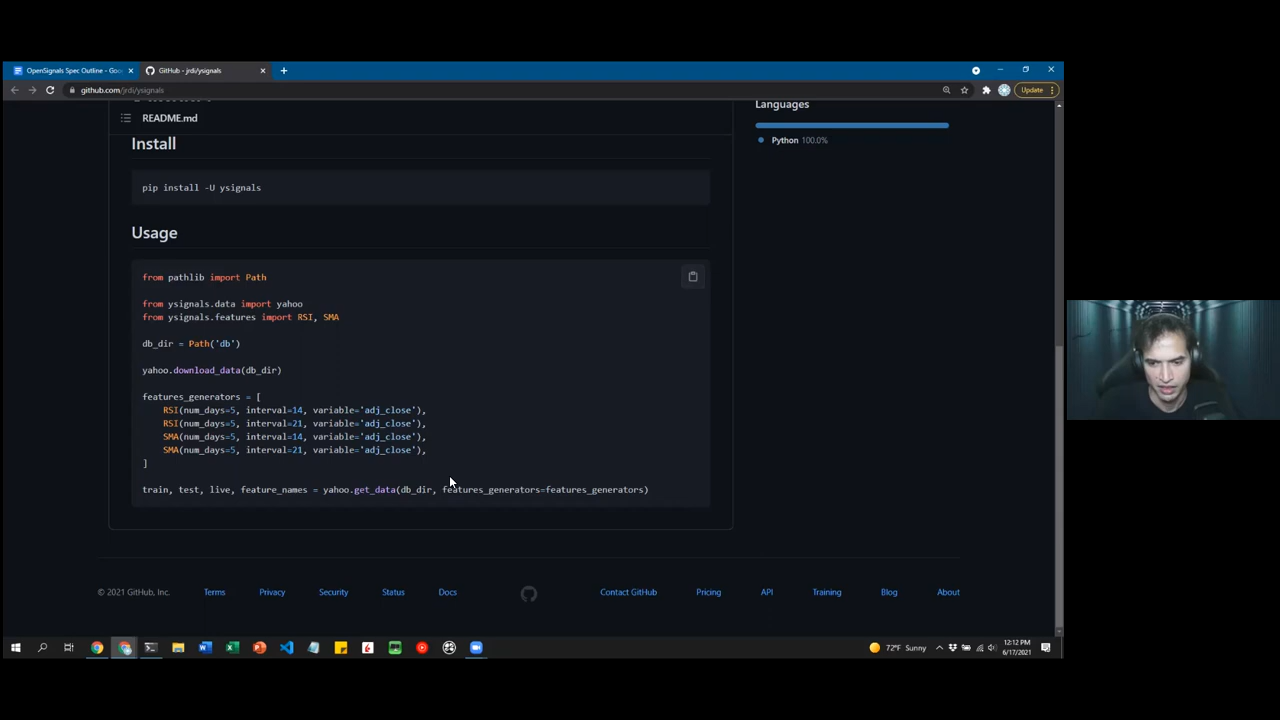 OpenSignals Spec Outline - Goo
GitHub - jrdi/ysignals
github.com/jrdi/ysignals
Update
README.md
Languages
Python 100.0%
Install
pip install -U ysignals
Usage
from pathlib import Path
from ysignals.data import yahoo
from ysignals.features import RSI, SMA
db_dir = Path('db')
yahoo.download_data(db_dir)
features_generators = [
RSI(num_days=5, interval=14, variable='adj_close'),
RSI(num_days=5, interval=21, variable='adj_close'),
SMA(num_days=5, interval=14, variable='adj_close'),
SMA(num_days=5, interval=21, variable='adj_close'),
]
train, test, live, feature_names = yahoo.get_data(db_dir, features_generators=features_generators)
© 2021 GitHub, Inc. Terms Privacy Security Status Docs Contact GitHub Pricing API Training Blog About
72°F Sunny
12:12 PM
6/17/2021